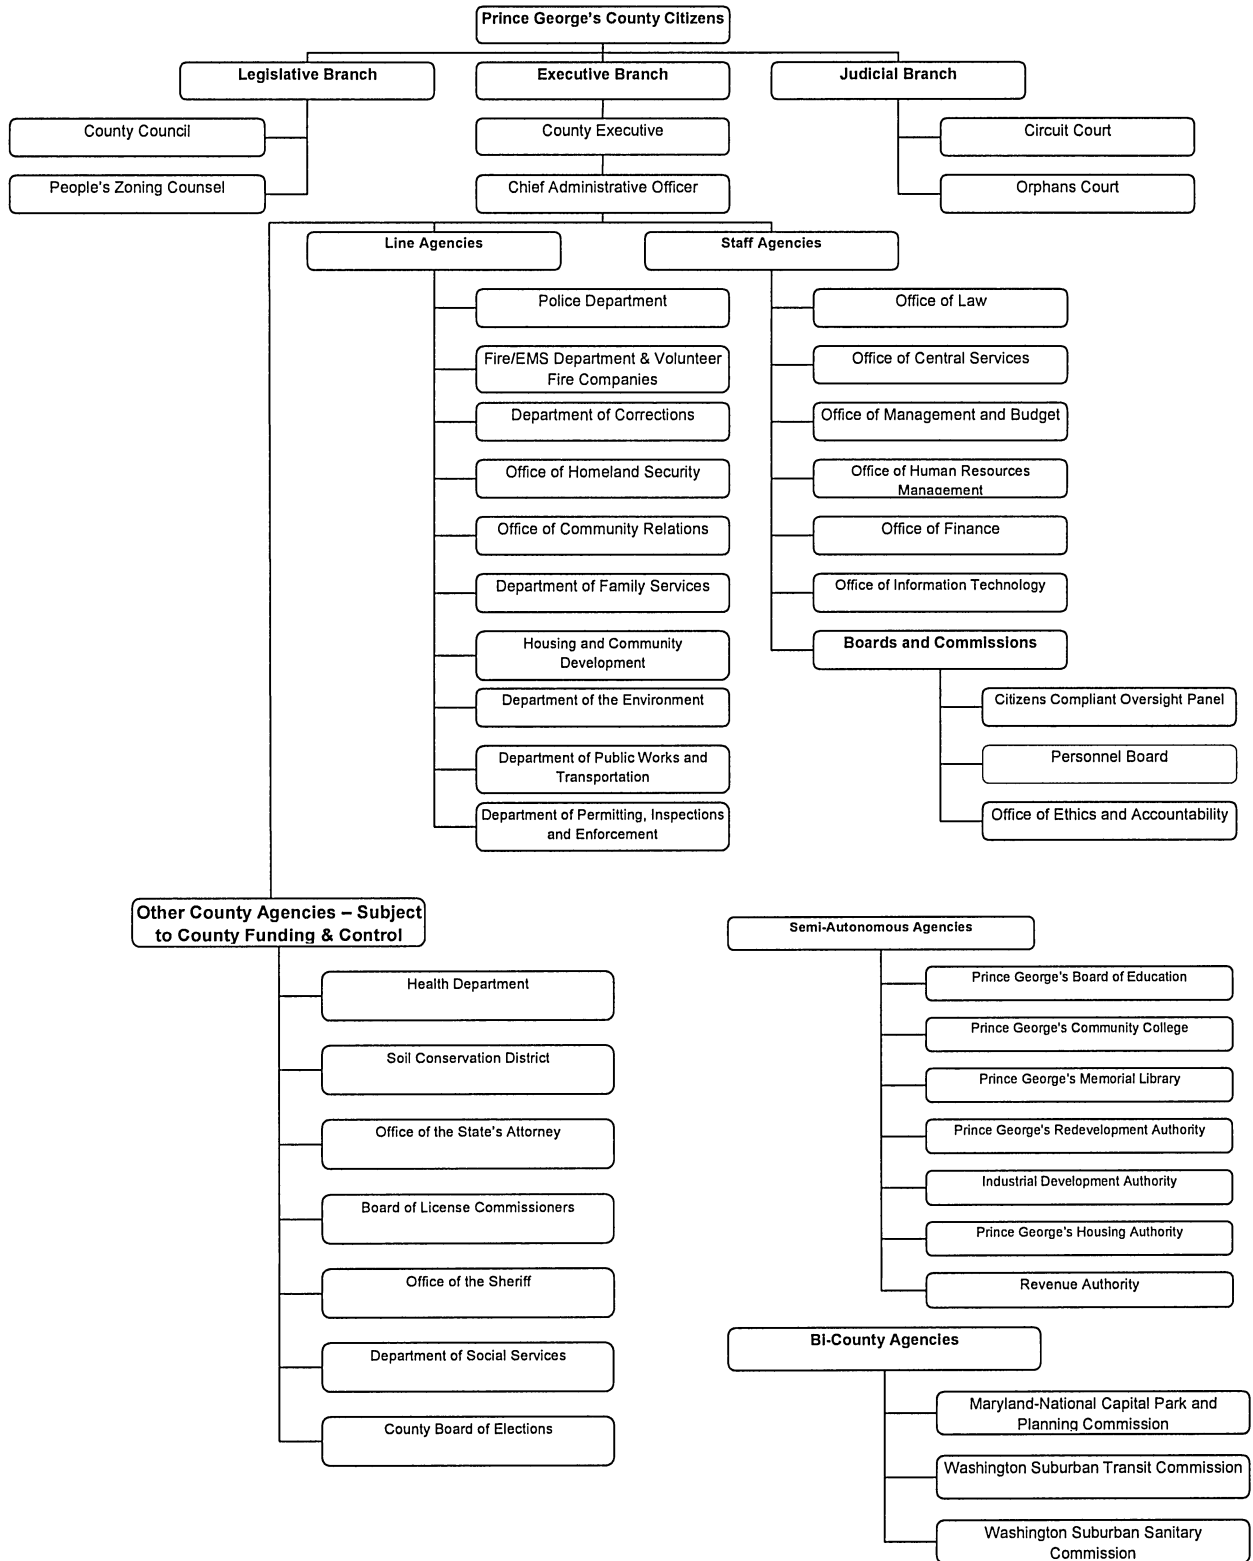 Prince George's County Citizens
Legislative Branch
Executive Branch
Judicial Branch
County Council
County Executive
Circuit Court
People's Zoning Counsel
Chief Administrative Officer
Orphans Court
Line Agencies
Staff Agencies
Police Department
Fire/EMS Department & Volunteer
Fire Companies
Department of Corrections
Office of Homeland Security
Office of Community Relations
Department of Family Services
Housing and Community
Development
Department of the Environment
Department of Public Works and
Transportation
Department of Permitting, Inspections
and Enforcement
Office of Law
Office of Central Services
Office of Management and Budget
Office of Human Resources
Management
Office of Finance
Office of Information Technology
Boards and Commissions
Citizens Compliant Oversight Panel
Personnel Board
Office of Ethics and Accountability
Other County Agencies – Subject
to County Funding & Control
Health Department
Soil Conservation District
Office of the State's Attorney
Board of License Commissioners
Office of the Sheriff
Department of Social Services
County Board of Elections
Semi-Autonomous Agencies
Prince George's Board of Education
Prince George's Community College
Prince George's Memorial Library
Prince George's Redevelopment Authority
Industrial Development Authority
Prince George's Housing Authority
Revenue Authority
Bi-County Agencies
Maryland-National Capital Park and
Planning Commission
Washington Suburban Transit Commission
Washington Suburban Sanitary
Commission